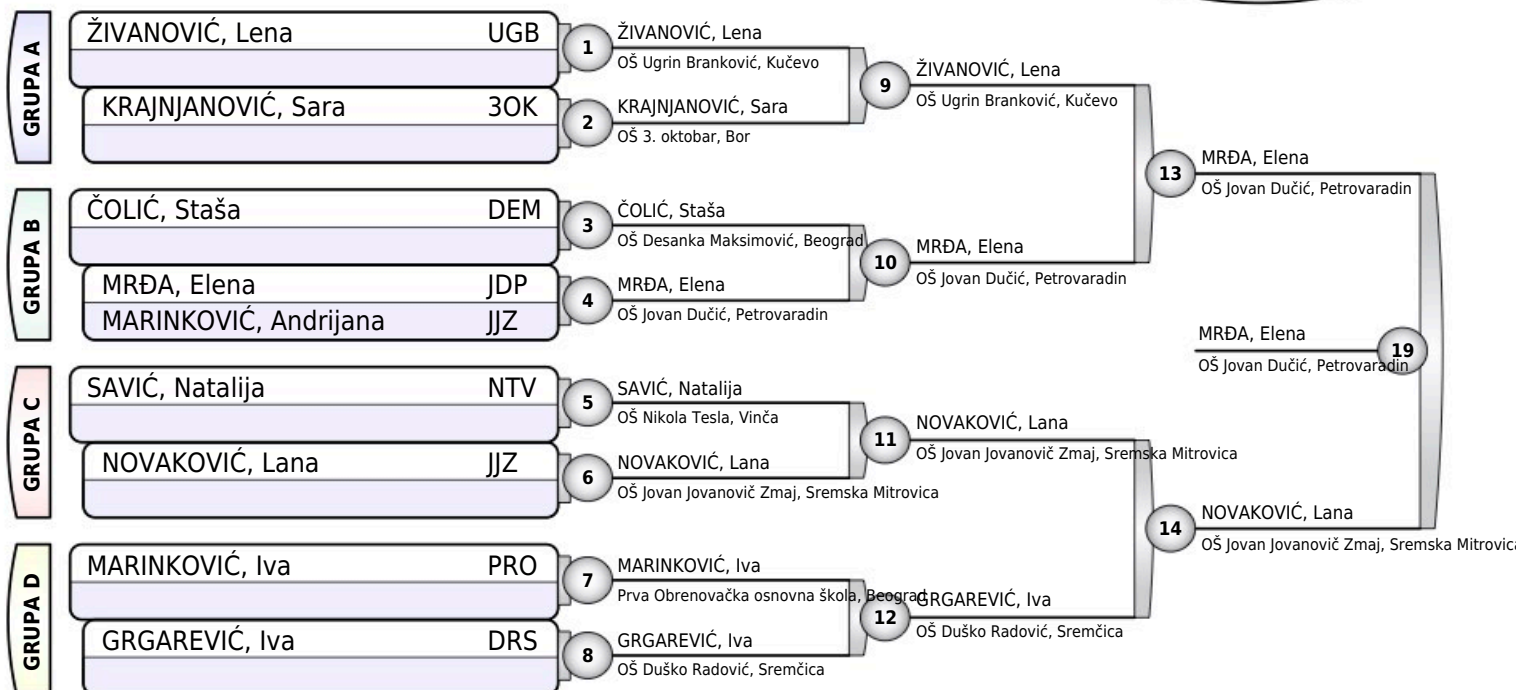 GRUPA A
ŽIVANOVIĆ, Lena UGB
KRAJNJANOVIĆ, Sara 3OK
GRUPA B
ČOLIĆ, Staša DEM
MRĐA, Elena JDP
MARINKOVIĆ, Andrijana JJZ
GRUPA C
SAVIĆ, Natalija NTV
NOVAKOVIĆ, Lana JJZ
GRUPA D
MARINKOVIĆ, Iva PRO
GRGAREVIĆ, Iva DRS
1
ŽIVANOVIĆ, Lena
OŠ Ugrin Branković, Kučevo
2
KRAJNJANOVIĆ, Sara
OŠ 3. oktobar, Bor
3
ČOLIĆ, Staša
OŠ Desanka Maksimović, Beograd
4
MRĐA, Elena
OŠ Jovan Dučić, Petrovaradin
5
SAVIĆ, Natalija
OŠ Nikola Tesla, Vinča
6
NOVAKOVIĆ, Lana
OŠ Jovan Jovanovič Zmaj, Sremska Mitrovica
7
MARINKOVIĆ, Iva
Prva Obrenovačka osnovna škola, Beograd
8
GRGAREVIĆ, Iva
OŠ Duško Radović, Sremčica
9
ŽIVANOVIĆ, Lena
OŠ Ugrin Branković, Kučevo
10
MRĐA, Elena
OŠ Jovan Dučić, Petrovaradin
11
NOVAKOVIĆ, Lana
OŠ Jovan Jovanovič Zmaj, Sremska Mitrovica
12
GRGAREVIĆ, Iva
OŠ Duško Radović, Sremčica
13
MRĐA, Elena
OŠ Jovan Dučić, Petrovaradin
14
NOVAKOVIĆ, Lana
OŠ Jovan Jovanovič Zmaj, Sremska Mitrovica
19
MRĐA, Elena
OŠ Jovan Dučić, Petrovaradin